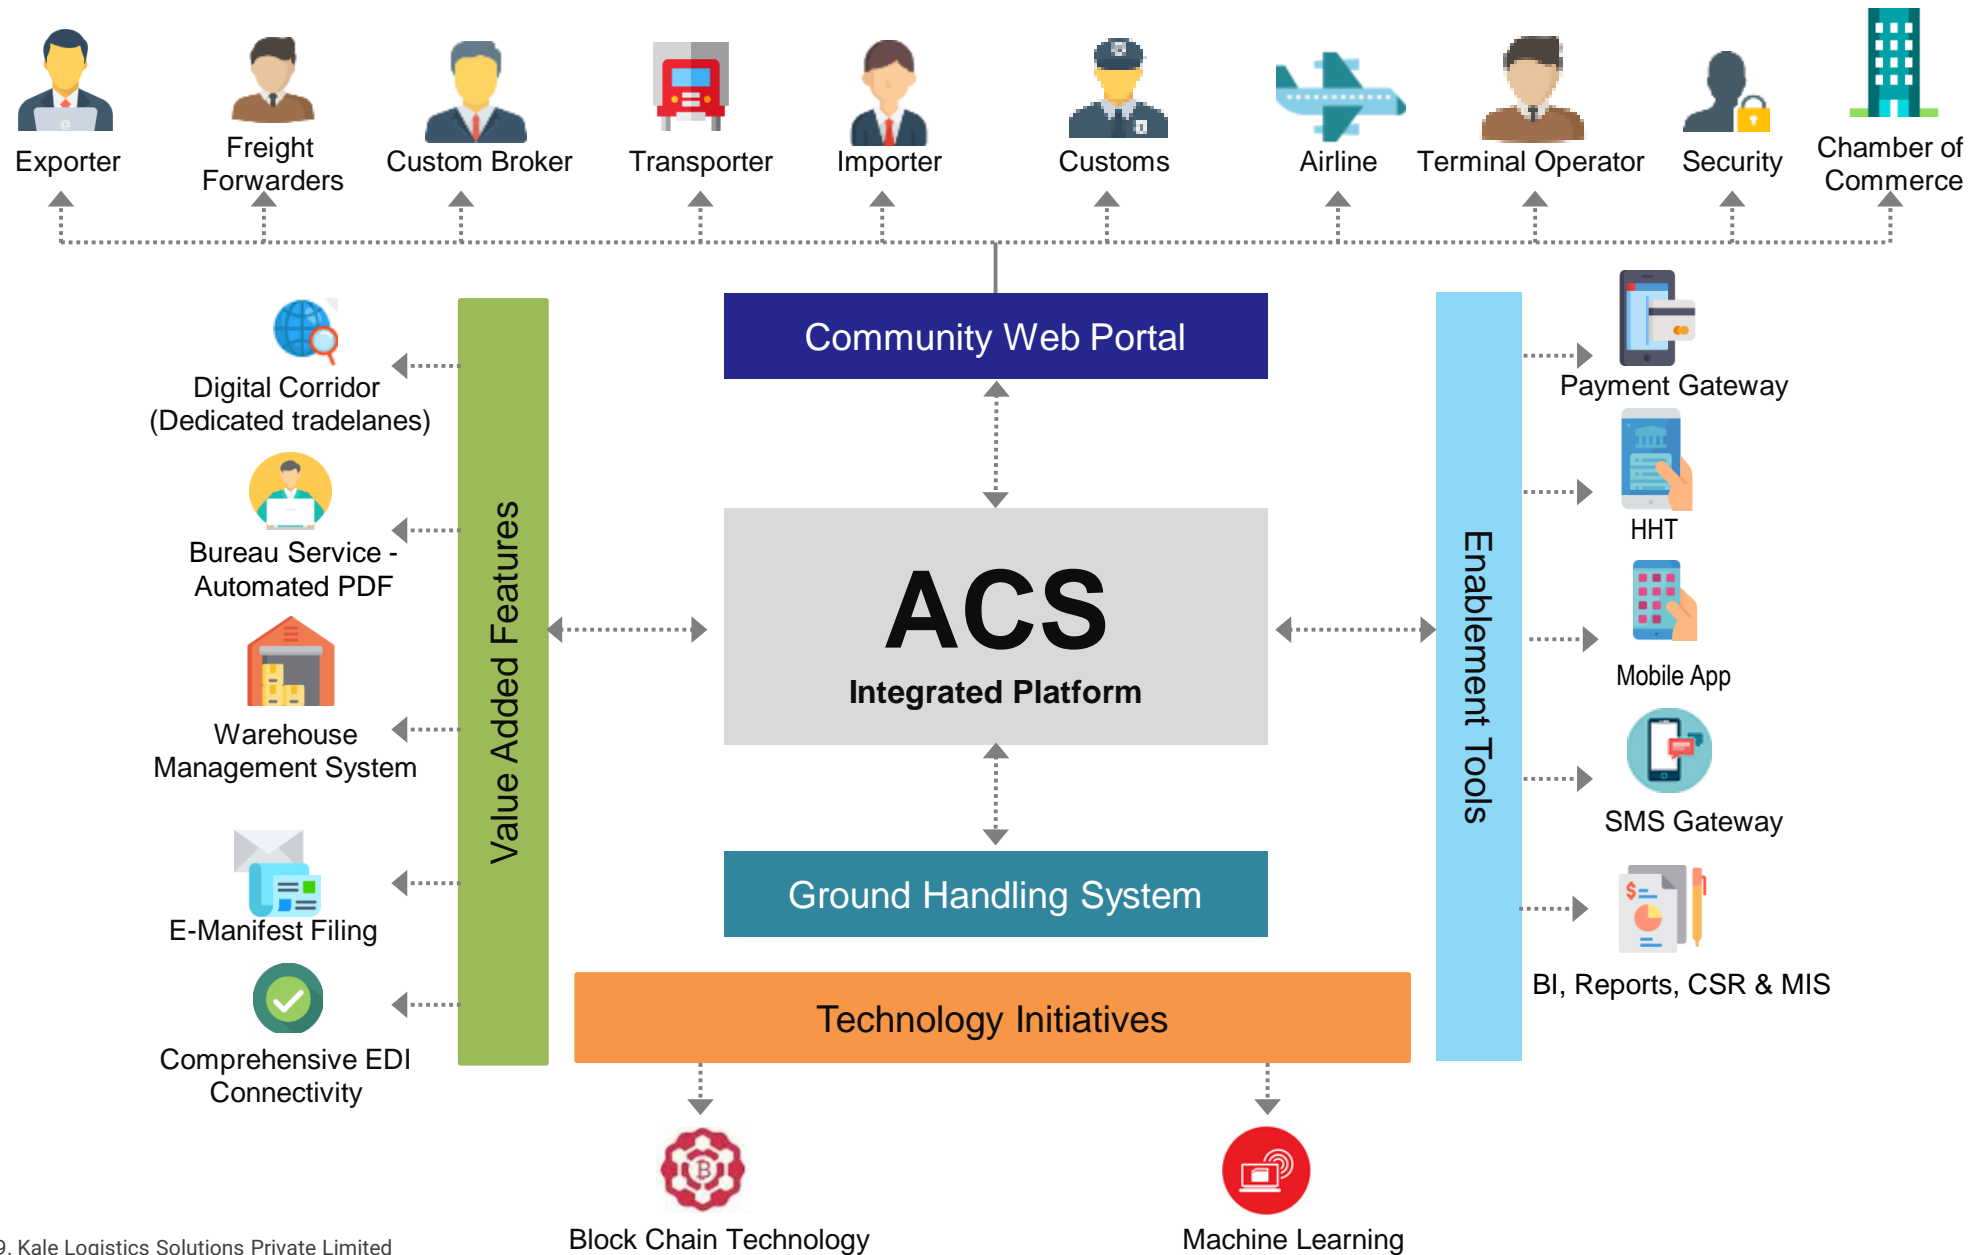 Exporter
Freight
Forwarders
Custom Broker
Transporter
Importer
Customs
Airline
Terminal Operator
Security
Chamber of
Commerce
Community Web Portal
Digital Corridor
(Dedicated tradelanes)
Bureau Service -
Automated PDF
Warehouse
Management System
E-Manifest Filing
Comprehensive EDI
Connectivity
Value Added Features
ACS
Integrated Platform
Ground Handling System
Enablement Tools
Payment Gateway
HHT
Mobile App
SMS Gateway
BI, Reports, CSR & MIS
Technology Initiatives
Block Chain Technology
Machine Learning
9. Kale Logistics Solutions Private Limited